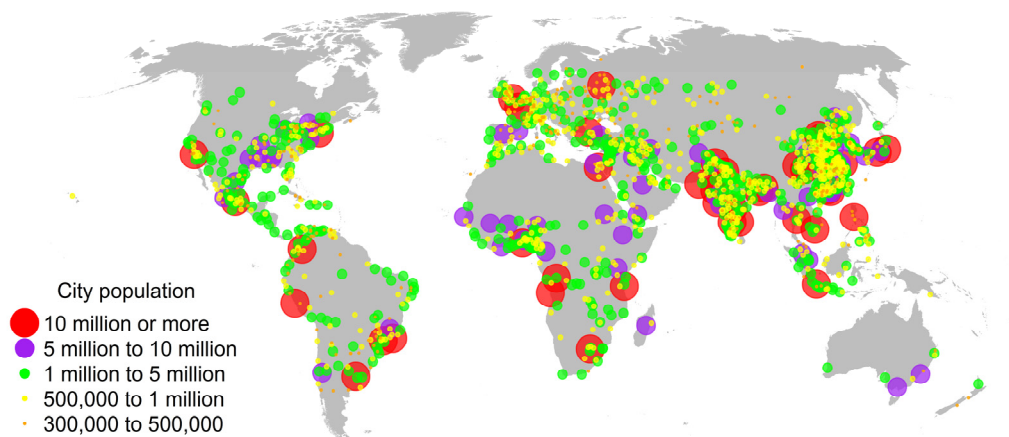 City population
10 million or more
5 million to 10 million
1 million to 5 million
500,000 to 1 million
300,000 to 500,000